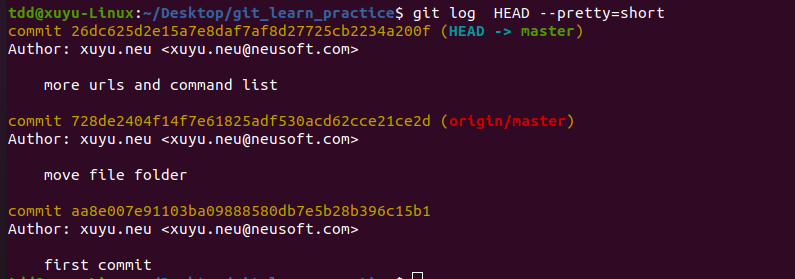 tdd@xuyu-Linux:~/Desktop/git_learn_practice$ git log  HEAD --pretty=short
commit 26dc625d2e15a7e8daf7af8d27725cb2234a200f (HEAD -> master)
Author: xuyu.neu <xuyu.neu@neusoft.com>
more urls and command list
commit 728de2404f14f7e61825adf530acd62cce21ce2d (origin/master)
Author: xuyu.neu <xuyu.neu@neusoft.com>
move file folder
commit aa8e007e91103ba09888580db7e5b28b396c15b1
Author: xuyu.neu <xuyu.neu@neusoft.com>
first commit